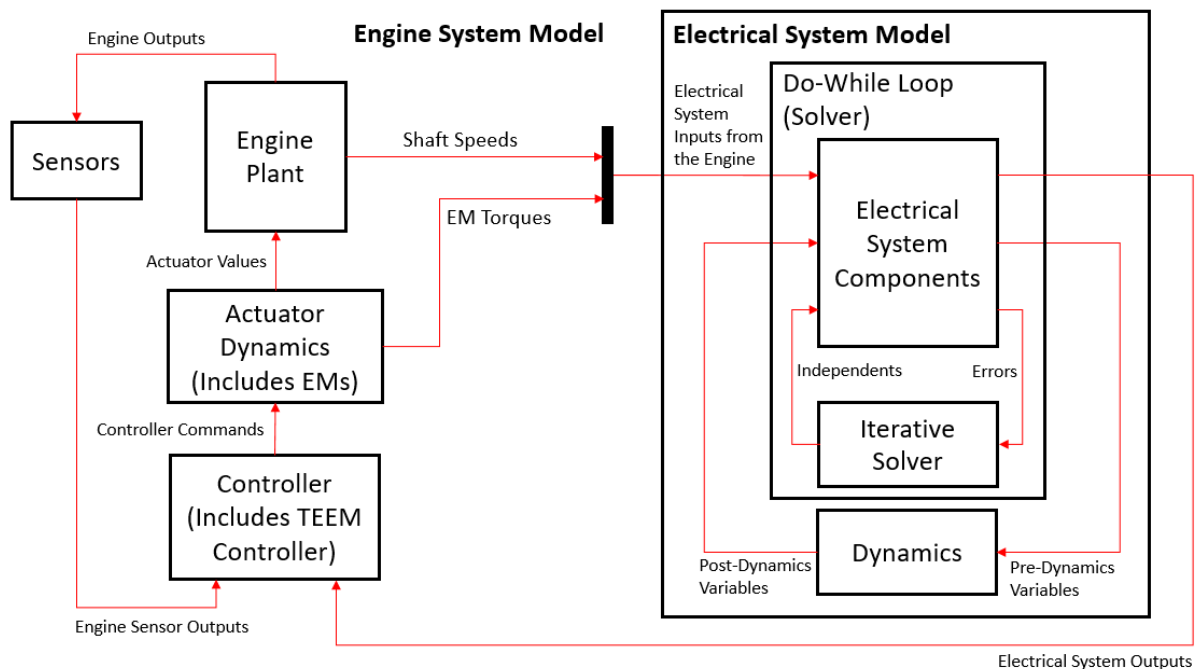 Engine Outputs
Engine System Model
Electrical System Model
Sensors
Engine
Plant
Shaft Speeds
EM Torques
Actuator Values
Actuator
Dynamics
(Includes EMs)
Controller Commands
Controller
(Includes TEEM
Controller)
Engine Sensor Outputs
Electrical
System
Inputs from
the Engine
Do-While Loop
(Solver)
Electrical
System
Components
Independents
Errors
Iterative
Solver
Dynamics
Post-Dynamics
Variables
Pre-Dynamics
Variables
Electrical System Outputs